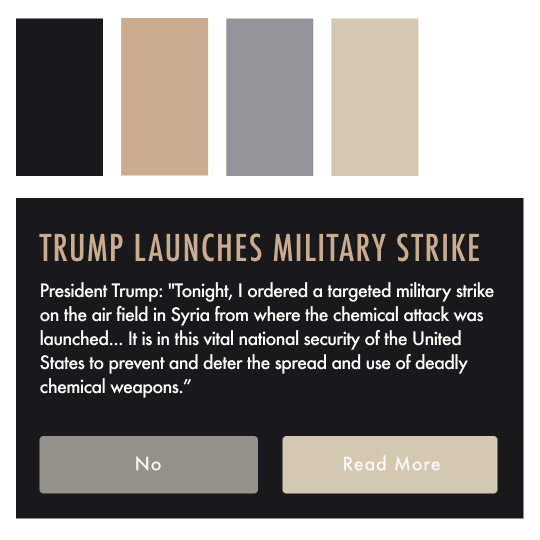 TRUMP LAUNCHES MILITARY STRIKE
President Trump: "Tonight, I ordered a targeted military strike
on the air field in Syria from where the chemical attack was
launched... It is in this vital national security of the United
States to prevent and deter the spread and use of deadly
chemical weapons.”
No
Read More